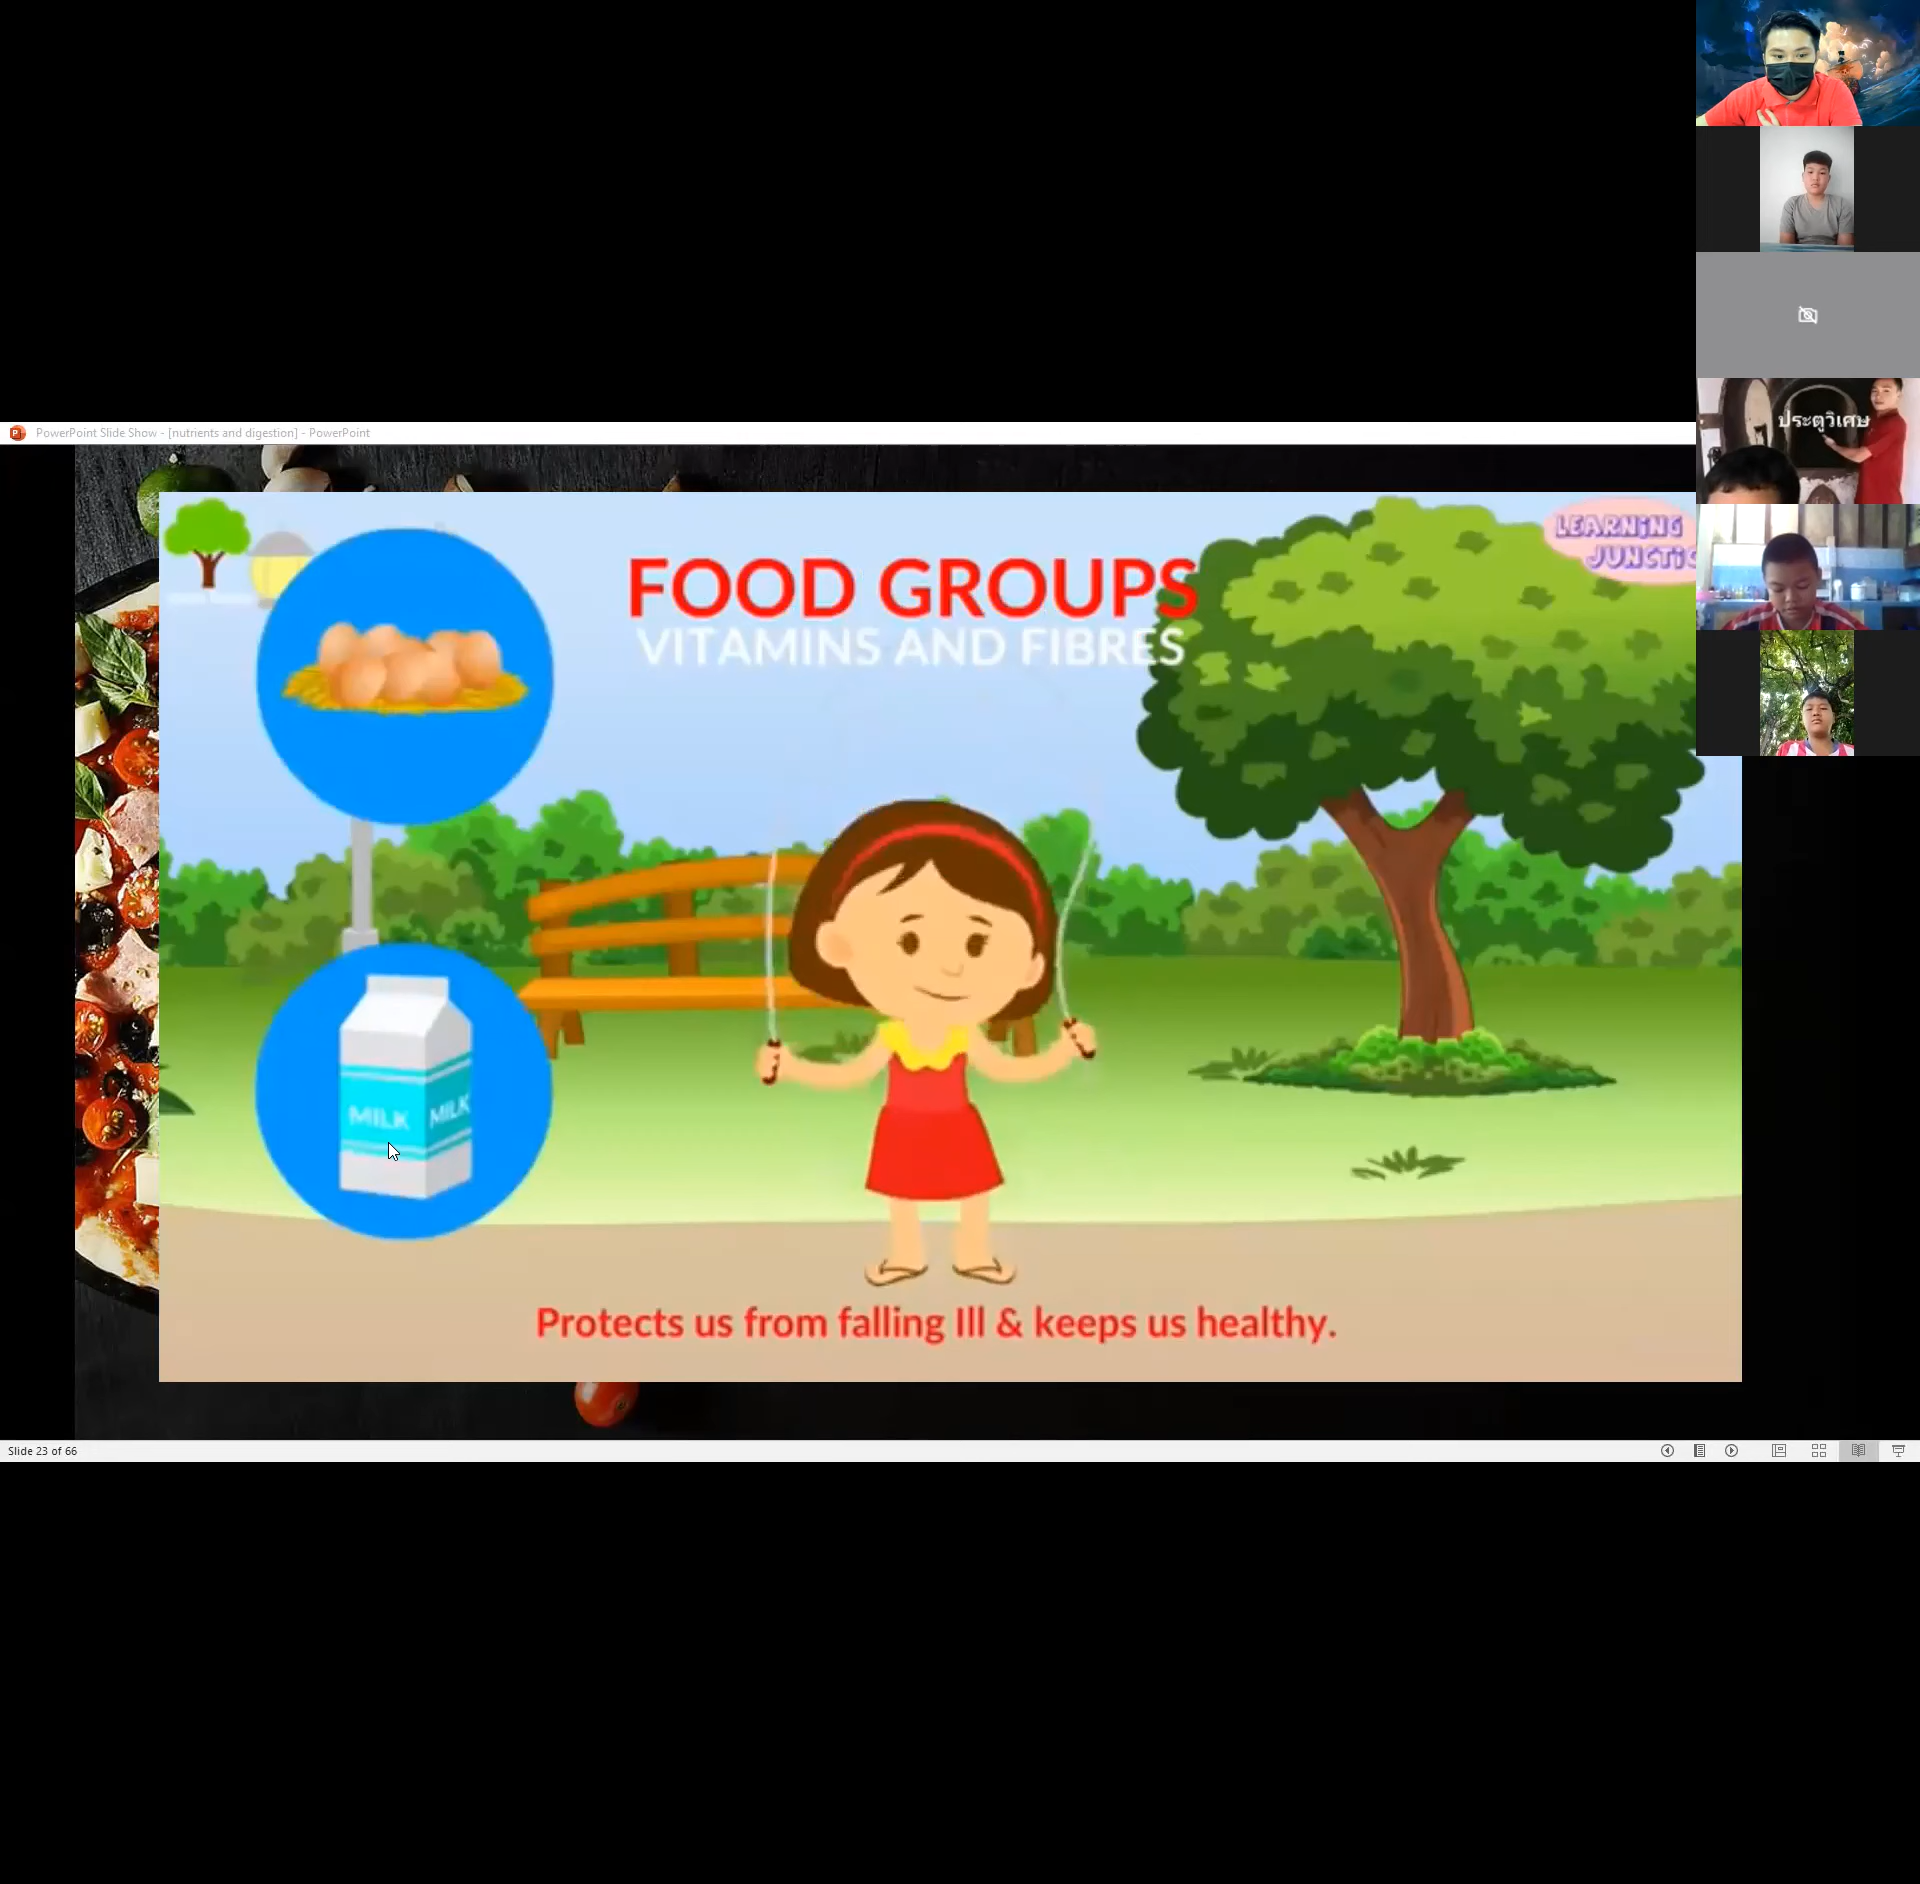 PowerPoint Slide Show - [nutrients and digestion] - PowerPoint
ประตูวิเศษ
LEARNING
FOOD GROUPS
VITAMINS AND FIBRES
MILK MILK
Protects us from falling Ill & keeps us healthy.
Slide 23 of 66